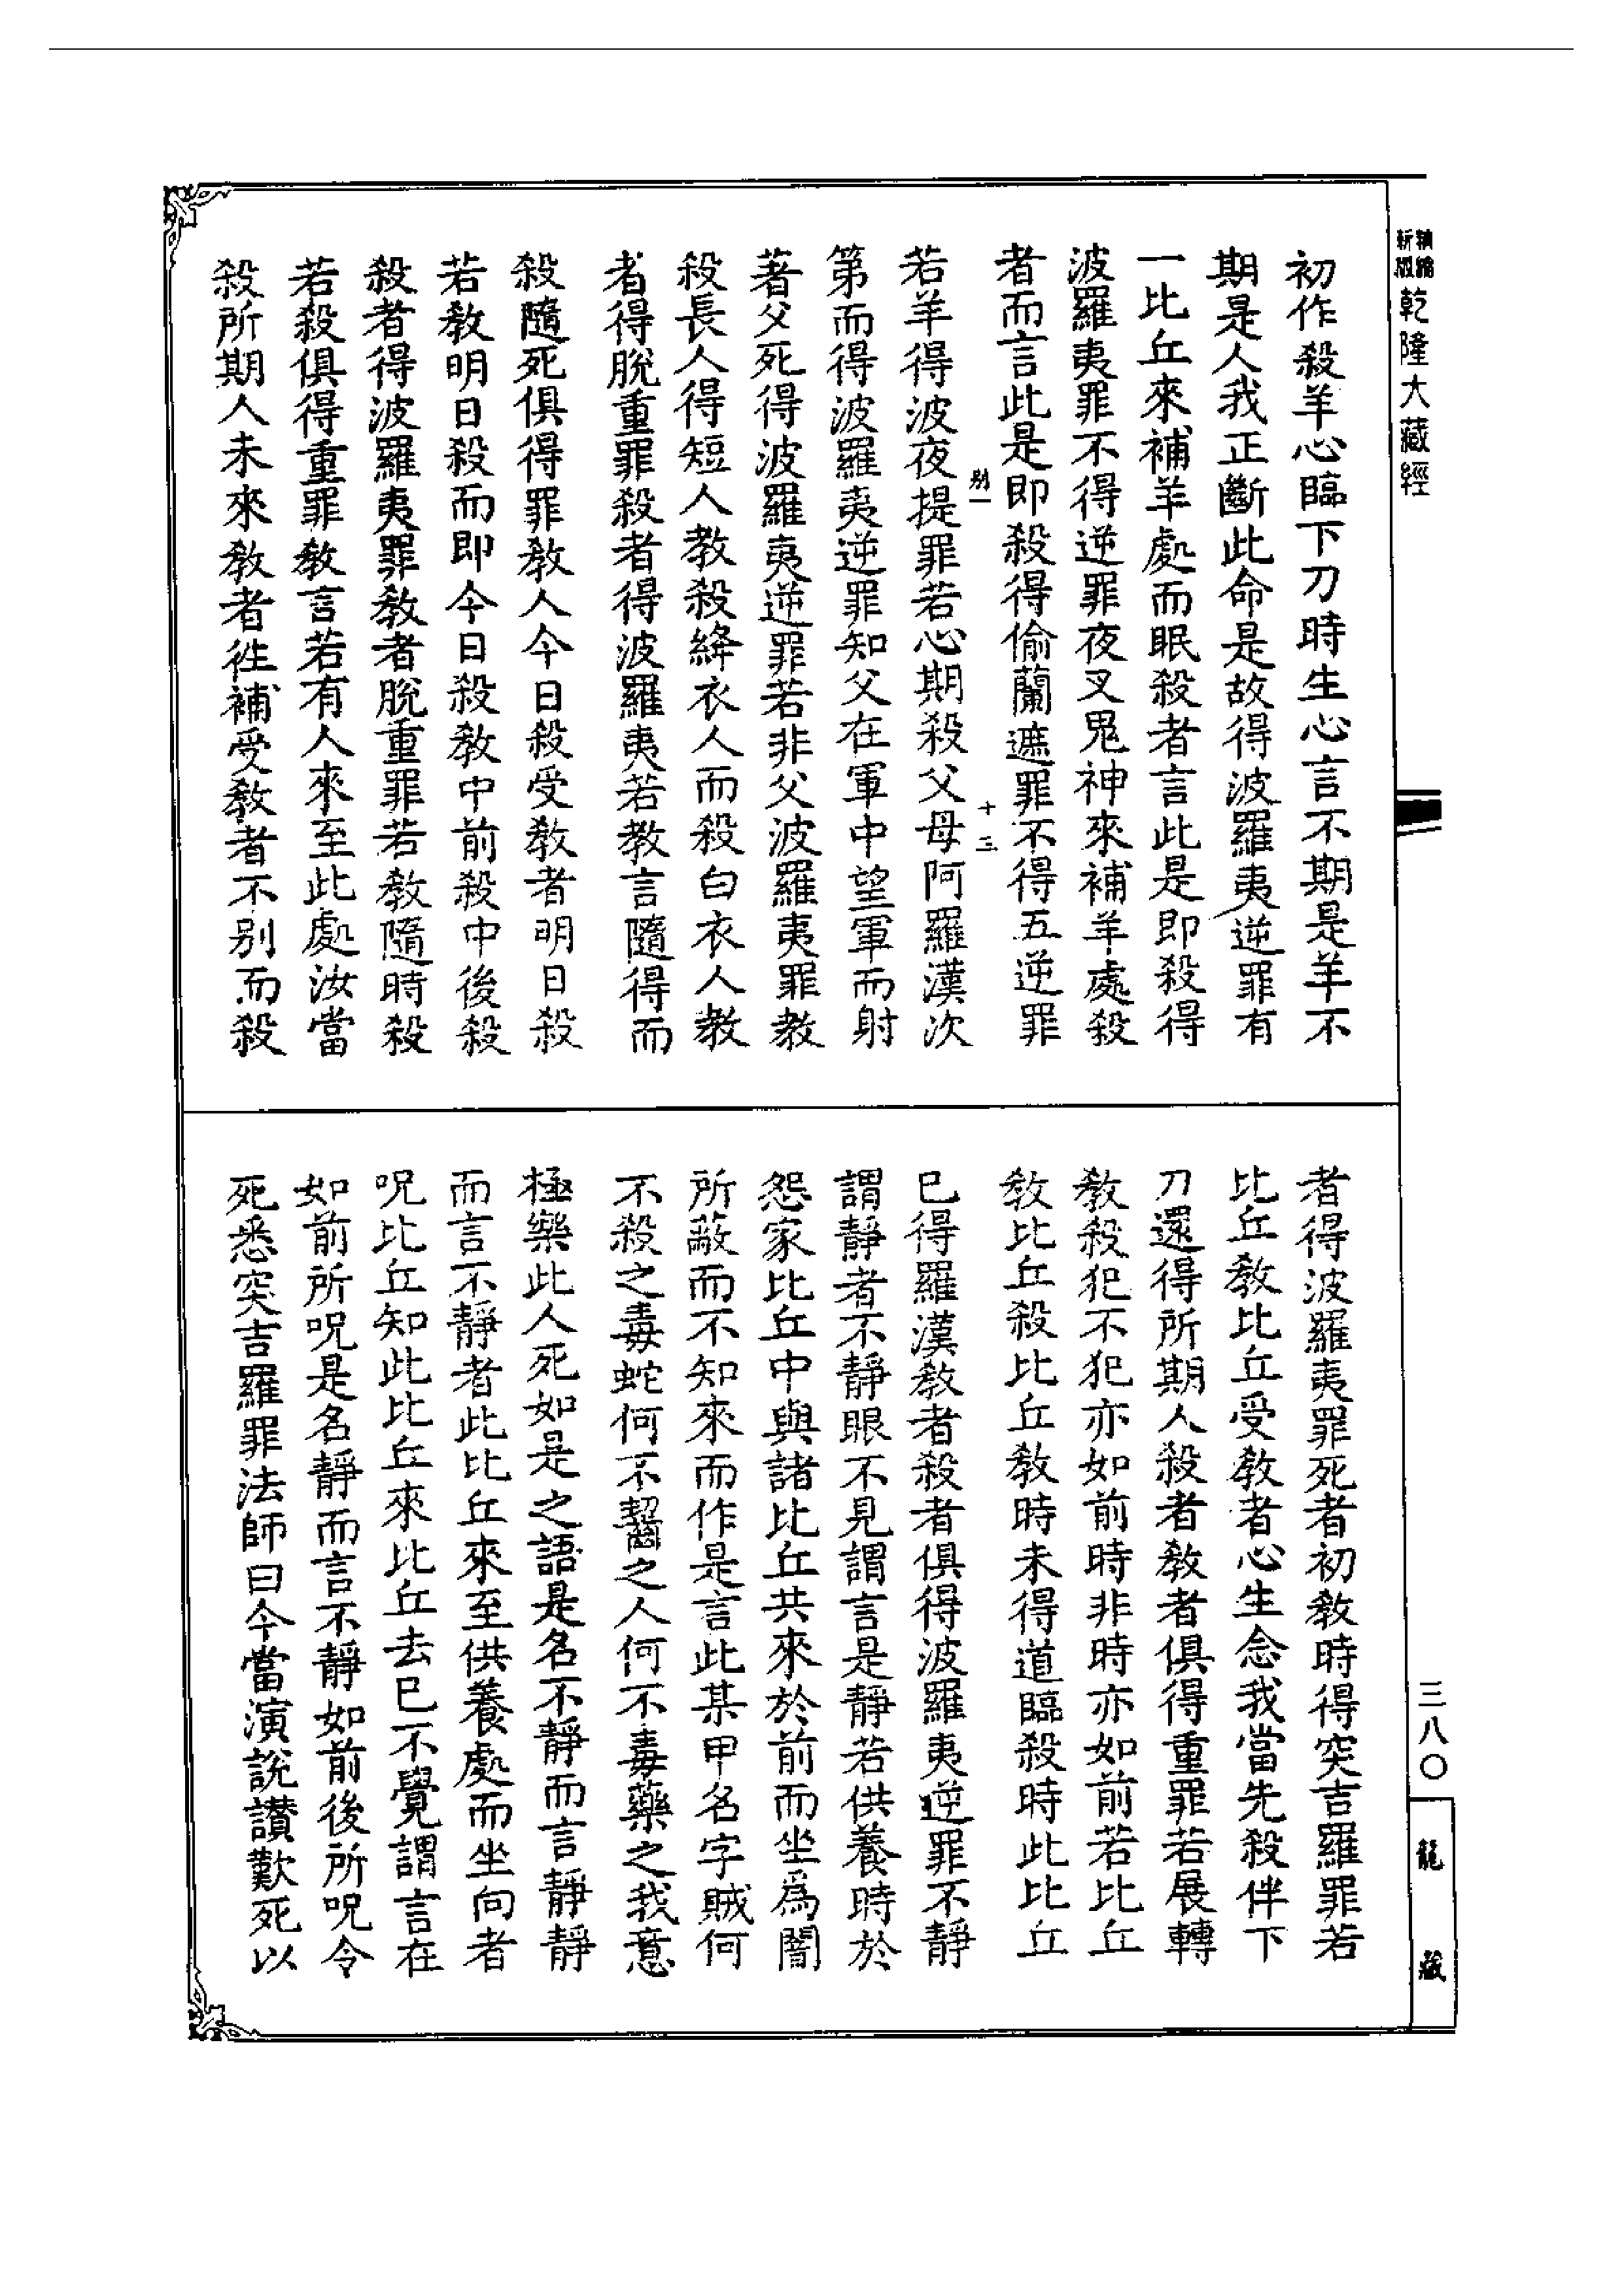 新編
新版
乾隆大藏經
初作殺羊心臨下刀時生心言不期是羊不
期是人我正斷此命是故得波羅夷逆罪有
一比丘來補羊處而眠殺者言此是即殺得
波羅夷罪不得逆罪夜叉鬼神來補羊處殺
者而言此是即殺得偷蘭遮罪不得五逆罪
別一
十三
若羊得波夜提罪若心期殺父母阿羅漢次
第而得波羅夷逆罪知父在軍中望軍而射
著父死得波羅夷逆罪若非父波羅夷罪教
殺長人得短人教殺絳衣人而殺白衣人教
者得脫重罪殺者得波羅夷若教言隨得而
殺隨死俱得罪教人今日殺受教者明日殺
若教明日殺而即今日殺教中前殺中後殺
殺者得波羅夷罪教者脫重罪若教隨時殺
若殺俱得重罪教言若有人來至此處汝當
殺所期人未來教者徃補受教者不別而殺
者得波羅夷罪死者初教時得突吉羅罪若
比丘教比丘受教者心生念我當先殺伴下
刀還得所期人殺者教者俱得重罪若展轉
教殺犯不犯亦如前時非時亦如前若比丘
教比丘殺比丘教時未得道臨殺時此比丘
已得羅漢教者殺者俱得波羅夷逆罪不靜
謂靜者不靜眼不見謂言是靜若供養時於
怨家比丘中與諸比丘共來於前而坐為闇
所蔽而不知來而作是言此某甲名字賊何
不殺之毒蛇何不齧之人何不毒藥之我意
極樂此人死如是之語是名不靜而言靜靜
而言不靜者此比丘來至供養處而坐向者
呪比丘知此比丘來比丘去已不覺謂言在
如前所呪是名靜而言不靜如前後所呪令
死悉突吉羅罪法師曰今當演說讚歎死以
三八〇
龍藏